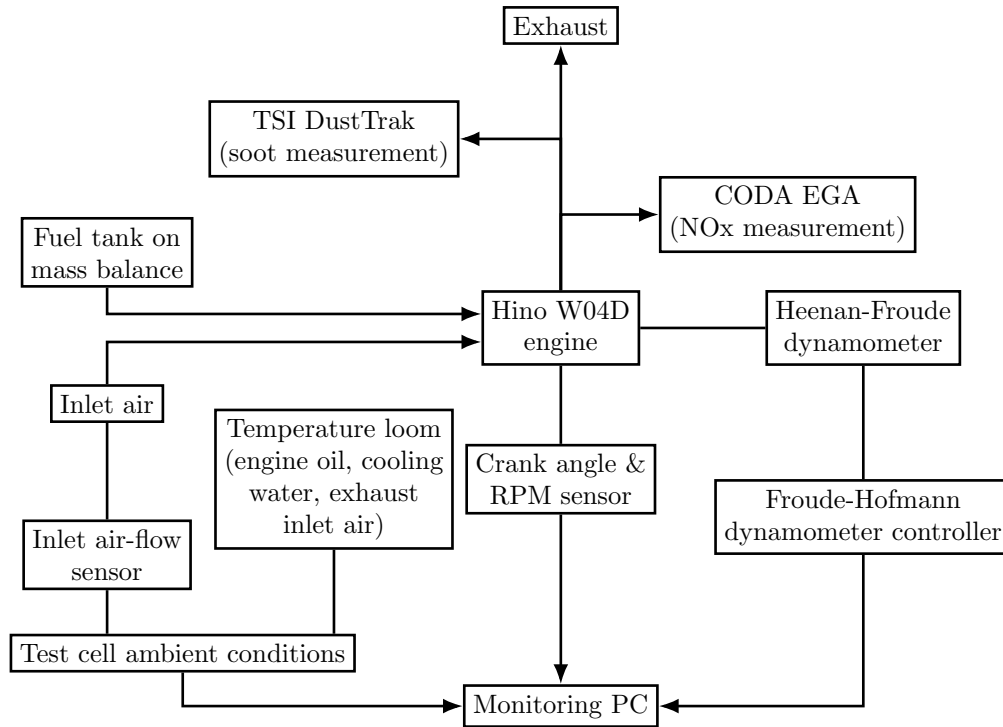 Exhaust
TSI DustTrak
(soot measurement)
CODA EGA
(NOx measurement)
Fuel tank on
mass balance
Hino W04D
engine
Heenan-Froude
dynamometer
Inlet air
Temperature loom
(engine oil, cooling
water, exhaust
inlet air)
Crank angle &
RPM sensor
Froude-Hofmann
dynamometer controller
Inlet air-flow
sensor
Test cell ambient conditions
Monitoring PC